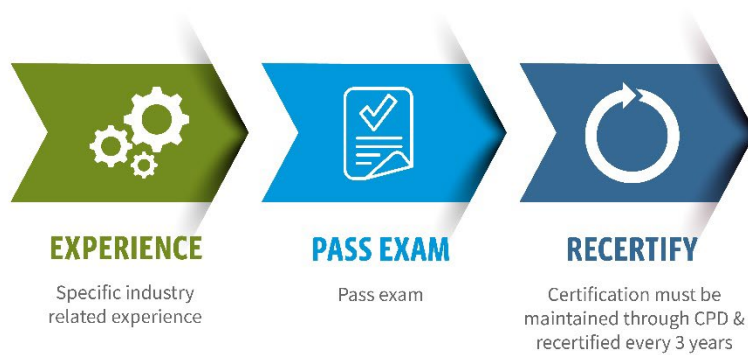 EXPERIENCE
Specific industry
related experience
PASS EXAM
Pass exam
RECERTIFY
Certification must be
maintained through CPD &
recertified every 3 years